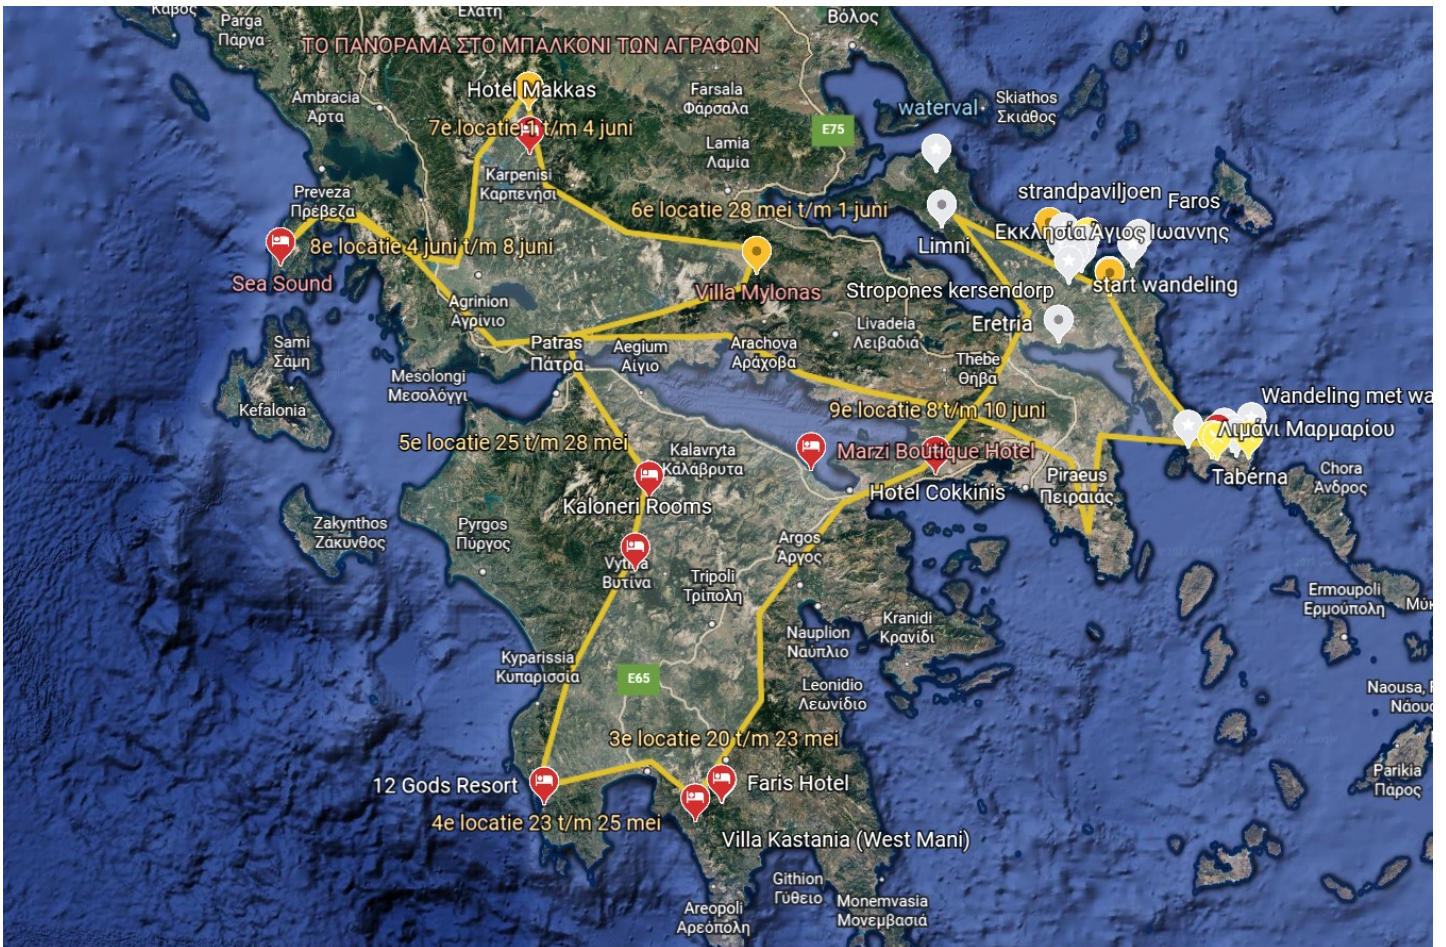 Κάβος
Ελάτη
Parga
Πάργα
Βόλος
ΤΟ ΠΑΝΟΡΑΜΑ ΣΤΟ ΜΠΑΛΚΟΝΙ ΤΩΝ ΑΓΡΑΦΩΝ
Hotel Makkas
Ambracia
Άρτα
Farsala
Φάρσαλα
waterval
Skiathos
Σκιάθος
7e locatie 1 t/m 4 juni
E75
Lamia
Λαμία
Karpenisi
Καρπενήσι
Preveza
Πρέβεζα
6e locatie 28 mei t/m 1 juni
strandpaviljoen
Faros
Εκκλησία Άγιος Ιωαννης
Limni
8e locatie 4 juni t/m 8 juni
Sea Sound
Villa Mylonas
Stropones kersendorp
start wandeling
Agrinion
Αγρίνιο
Livadeia
Λειβαδιά
Eretria
Sami
Σάμη
Patras
Πάτρα
Aegium
Αίγιο
Arachova
Αράχοβα
Thebe
Θήβα
Mesolongi
Μεσολόγγι
Kefalonia
9e locatie 8 t/m 10 juni
Wandeling met wa
Λιμάνι Μαρμαρίου
5e locatie 25 t/m 28 mei
Kalavryta
Καλάβρυτα
Marzi Boutique Hotel
Tabérna
Chora
Άνδρος
Piraeus
Πειραιάς
Hotel Cokkinis
Kaloneri Rooms
Zakynthos
Ζάκυνθος
Pyrgos
Πύργος
Argos
Άργος
Vytina
Βυτίνα
Tripoli
Τρίπολη
Ermoupoli
Ερμούπολη
Μύκ
Kranidi
Κρανίδι
Nauplion
Ναύπλιο
Kyparissia
Κυπαρισσία
E65
Leonidio
Λεωνίδιο
Naousa, P
Νάουσ
3e locatie 20 t/m 23 mei
12 Gods Resort
Faris Hotel
Parikia
Πάρος
4e locatie 23 t/m 25 mei
Villa Kastania (West Mani)
Githion
Γύθειο
Areopoli
Αρεόπολη
Monemvasia
Μονεμβασιά